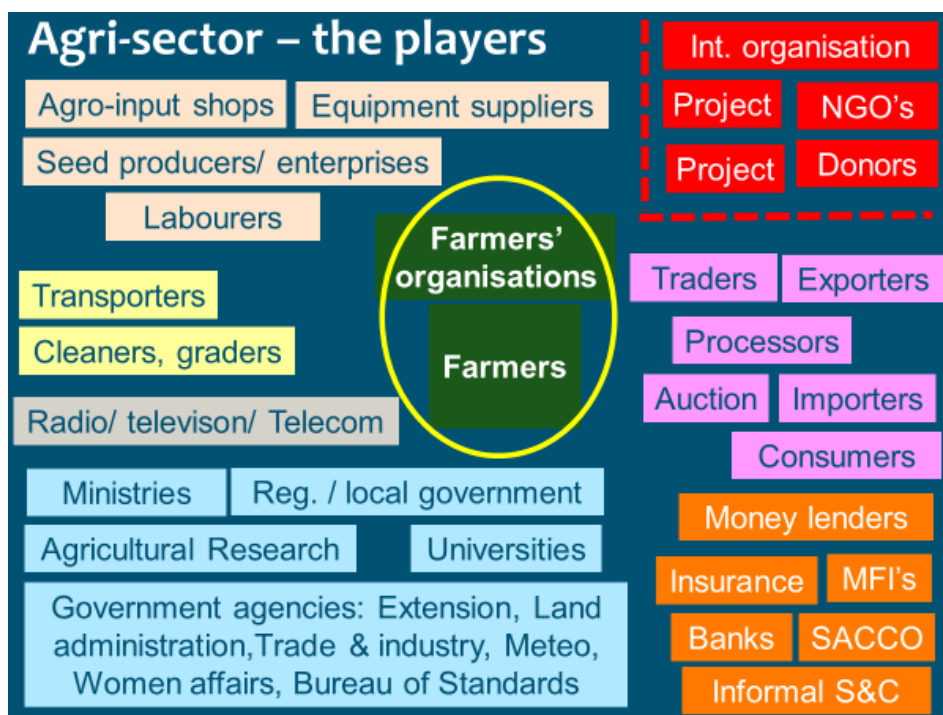 Agri-sector – the players
Int. organisation
Agro-input shops
Equipment suppliers
Project
NGO's
Seed producers/ enterprises
Project
Donors
Labourers
Farmers'
organisations
Traders
Exporters
Transporters
Processors
Cleaners, graders
Farmers
Auction
Importers
Radio/ televison/ Telecom
Consumers
Ministries
Reg. / local government
Money lenders
Agricultural Research
Universities
Insurance
MFI's
Government agencies: Extension, Land
administration,Trade & industry, Meteo,
Women affairs, Bureau of Standards
Banks
SACCO
Informal S&C